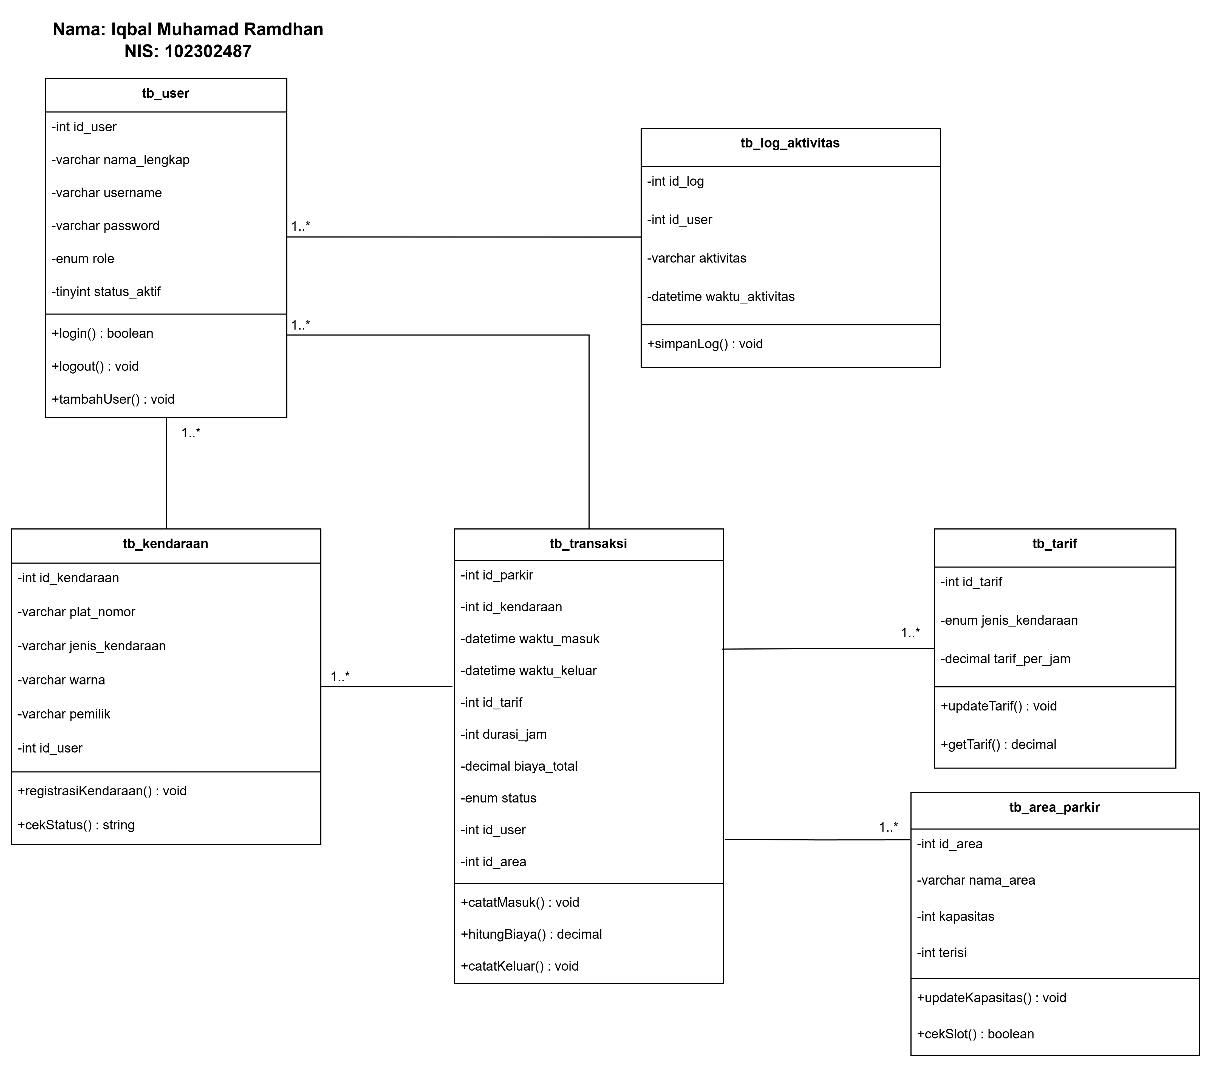 Nama: Iqbal Muhamad Ramdhan
NIS: 102302487
tb_user
-int id_user
-varchar nama_lengkap
-varchar username
-varchar password
-enum role
-tinyint status_aktif
+login() : boolean
+logout() : void
+tambahUser() : void
1..*
1..*
1..*
tb_log_aktivitas
-int id_log
-int id_user
-varchar aktivitas
-datetime waktu_aktivitas
+simpanLog() : void
tb_kendaraan
-int id_kendaraan
-varchar plat_nomor
-varchar jenis_kendaraan
-varchar warna
-varchar pemilik
-int id_user
+registrasiKendaraan() : void
+cekStatus() : string
1..*
tb_transaksi
-int id_parkir
-int id_kendaraan
-datetime waktu_masuk
-datetime waktu_keluar
-int id_tarif
-int durasi_jam
-decimal biaya_total
-enum status
-int id_user
-int id_area
+catatMasuk() : void
+hitungBiaya() : decimal
+catatKeluar() : void
1..*
tb_tarif
-int id_tarif
-enum jenis_kendaraan
-decimal tarif_per_jam
+updateTarif() : void
+getTarif() : decimal
1..*
tb_area_parkir
-int id_area
-varchar nama_area
-int kapasitas
-int terisi
+updateKapasitas() : void
+cekSlot() : boolean